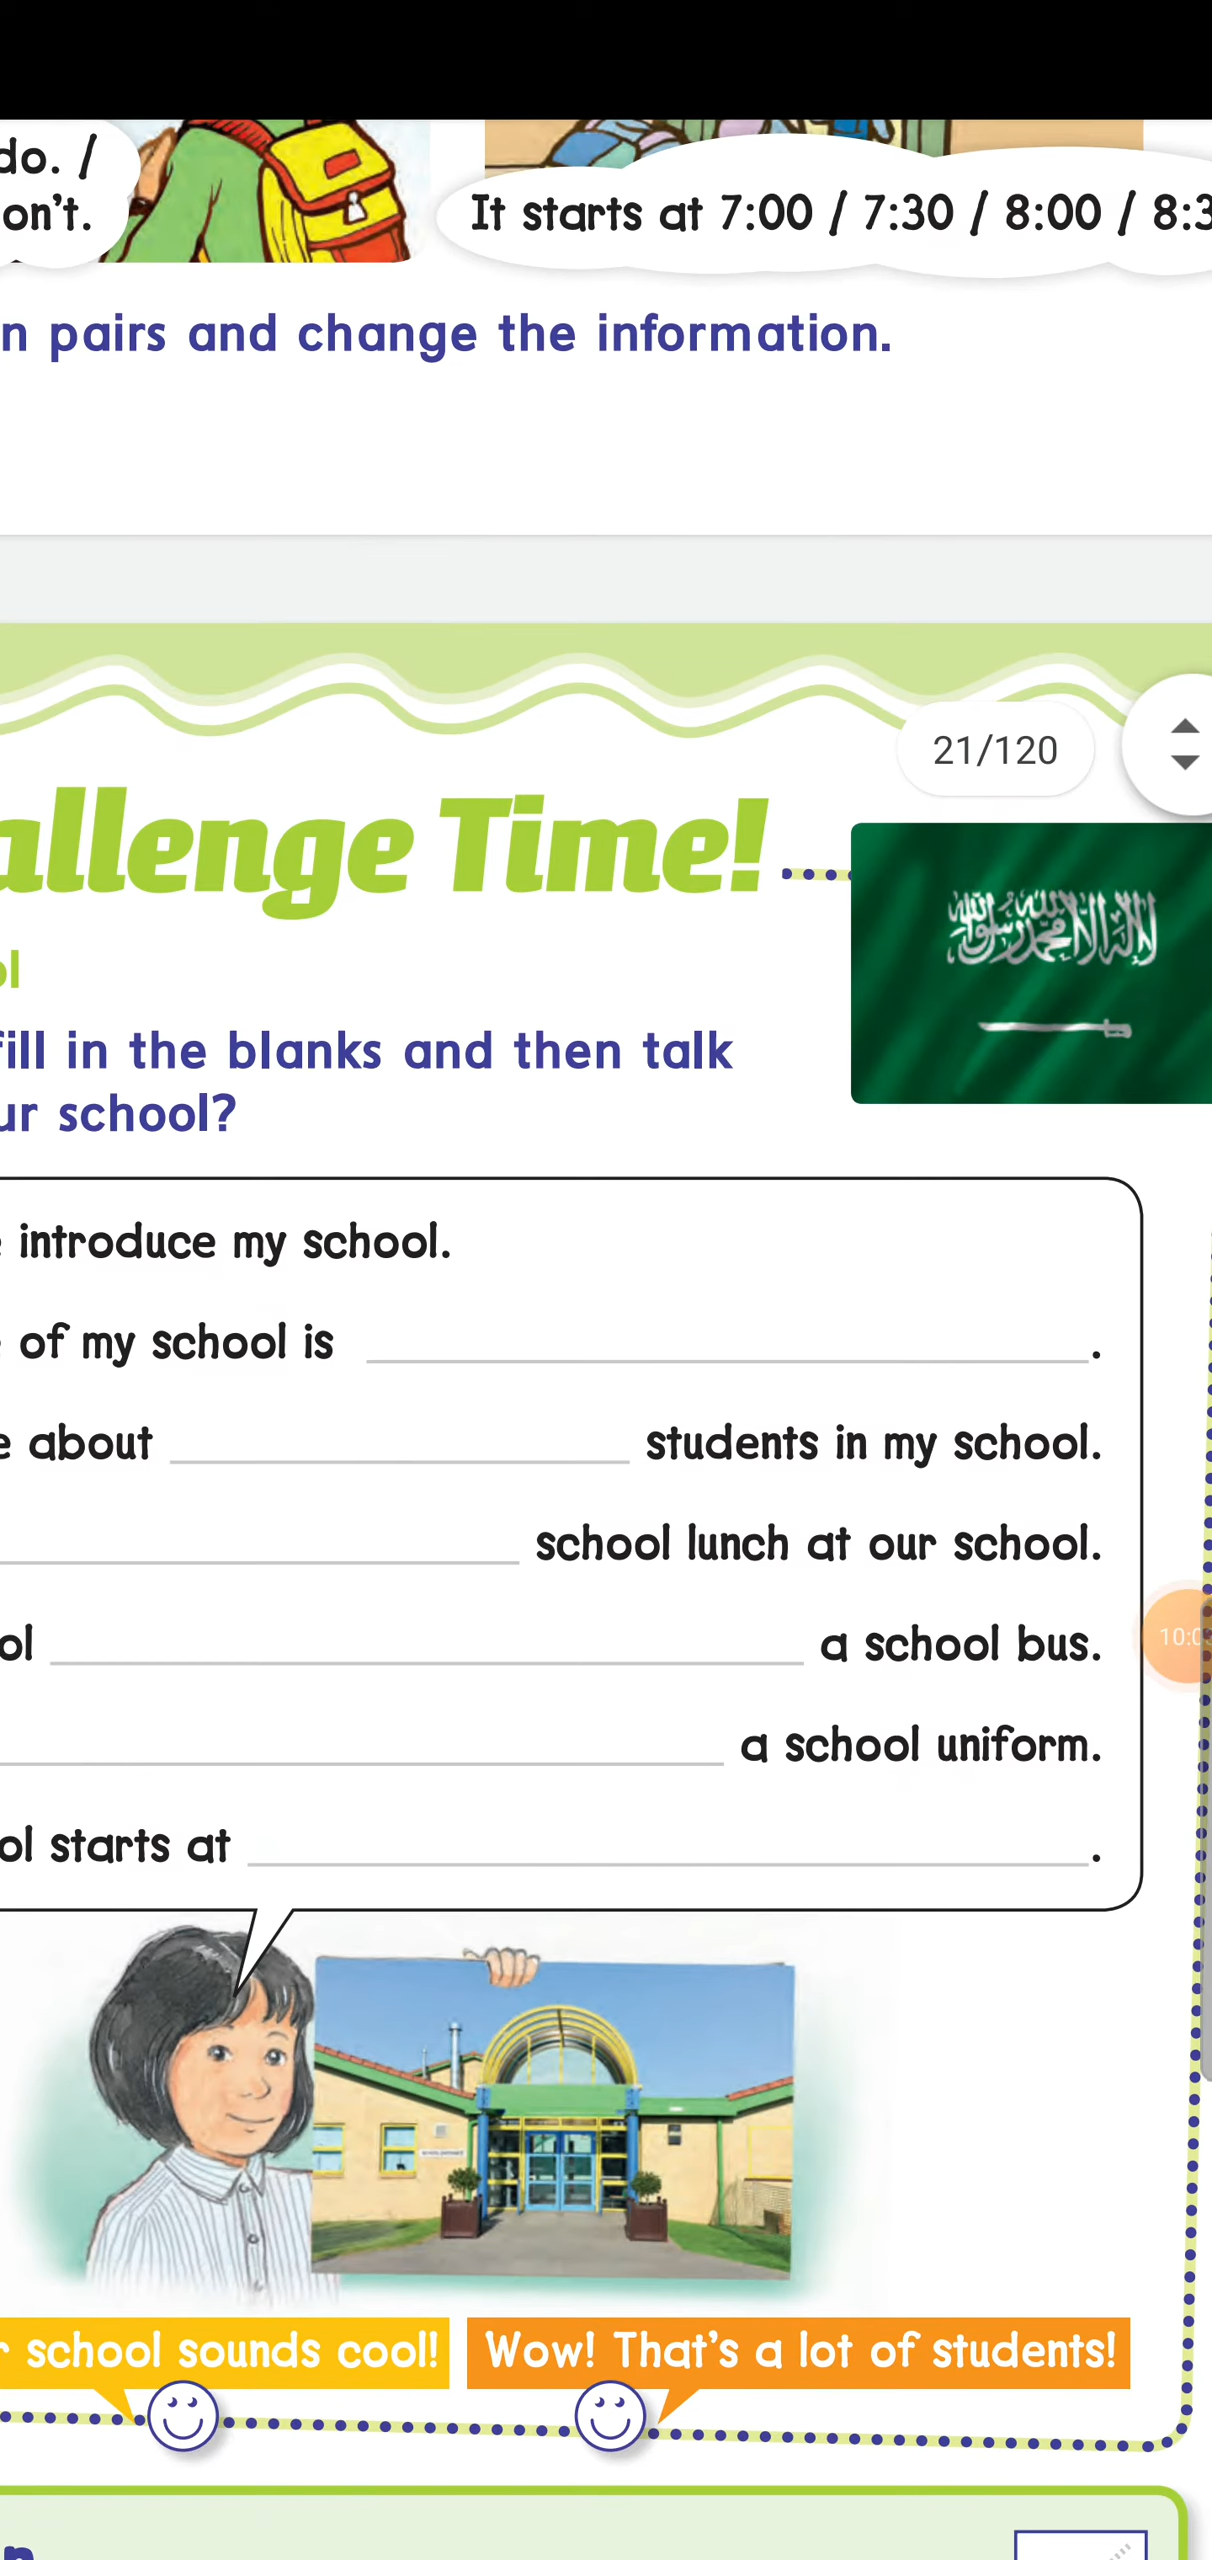 do. /
on't.
It starts at 7:00 / 7:30 / 8:00 / 8:3
n pairs and change the information.
21/120
allenge Time!
لا إله إلا الله محمد رسول الله
ol
fill in the blanks and then talk
ur school?
introduce my school.
of my school is .
e about students in my school.
school lunch at our school.
ol a school bus.
a school uniform.
10:0
ol starts at .
r school sounds cool!
Wow! That's a lot of students!